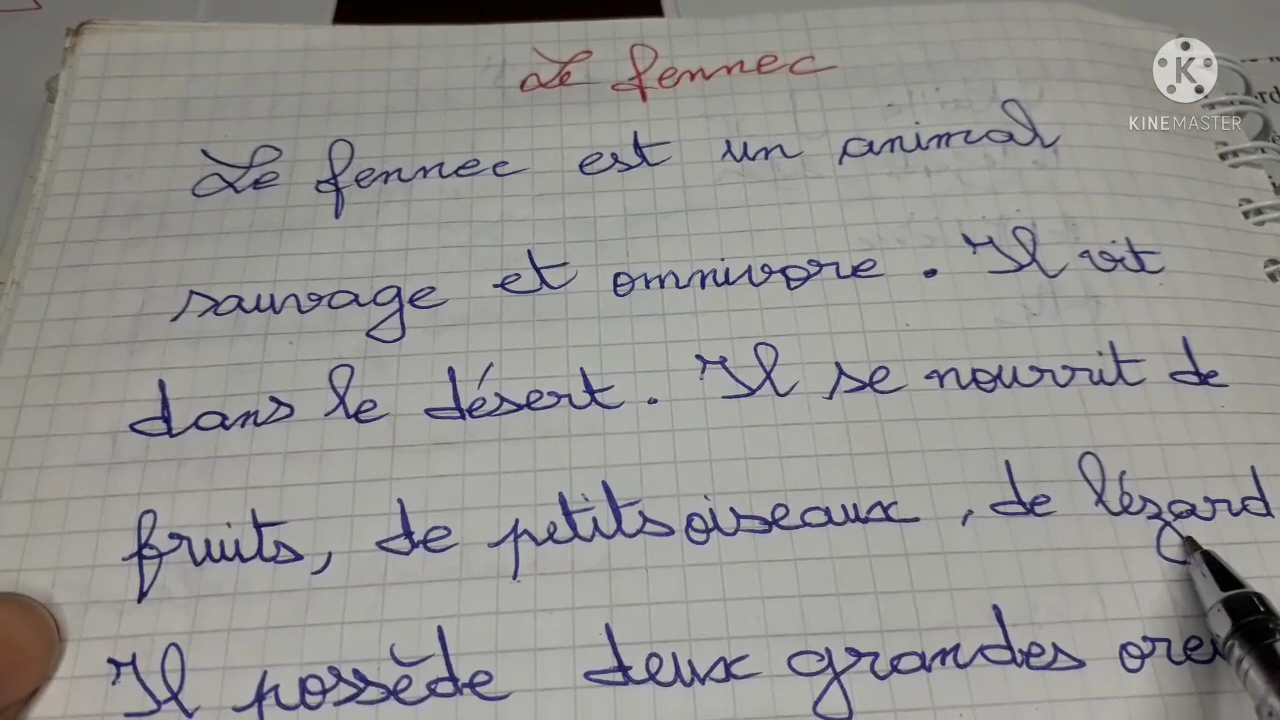 Le fennec
Le fennec est un animal
sauvage et omnivore. Il vit
dans le désert. Il se nourrit de
fruits, de petits oiseaux, de lézard
Il possède deux grandes
KINEMASTER